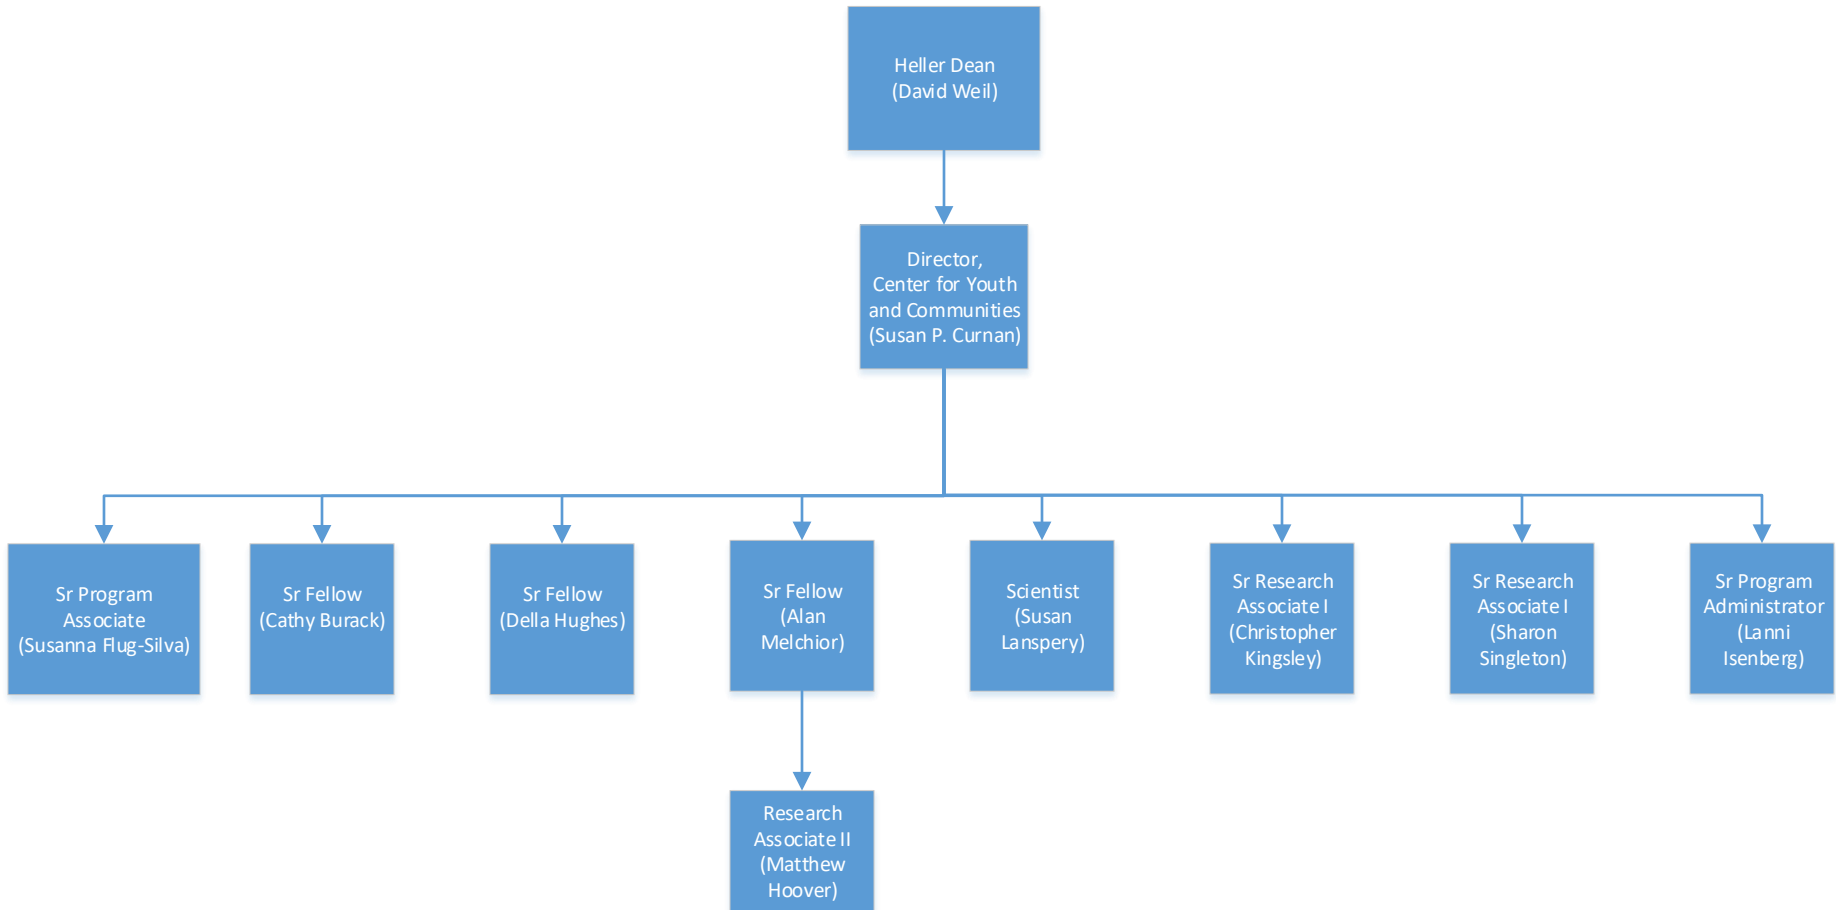 Heller Dean
(David Weil)
Director,
Center for Youth
and Communities
(Susan P. Curnan)
Sr Program
Associate
(Susanna Flug-Silva)
Sr Fellow
(Cathy Burack)
Sr Fellow
(Della Hughes)
Sr Fellow
(Alan
Melchior)
Scientist
(Susan
Lanspery)
Sr Research
Associate I
(Christopher
Kingsley)
Sr Research
Associate I
(Sharon
Singleton)
Sr Program
Administrator
(Lanni
Isenberg)
Research
Associate II
(Matthew
Hoover)